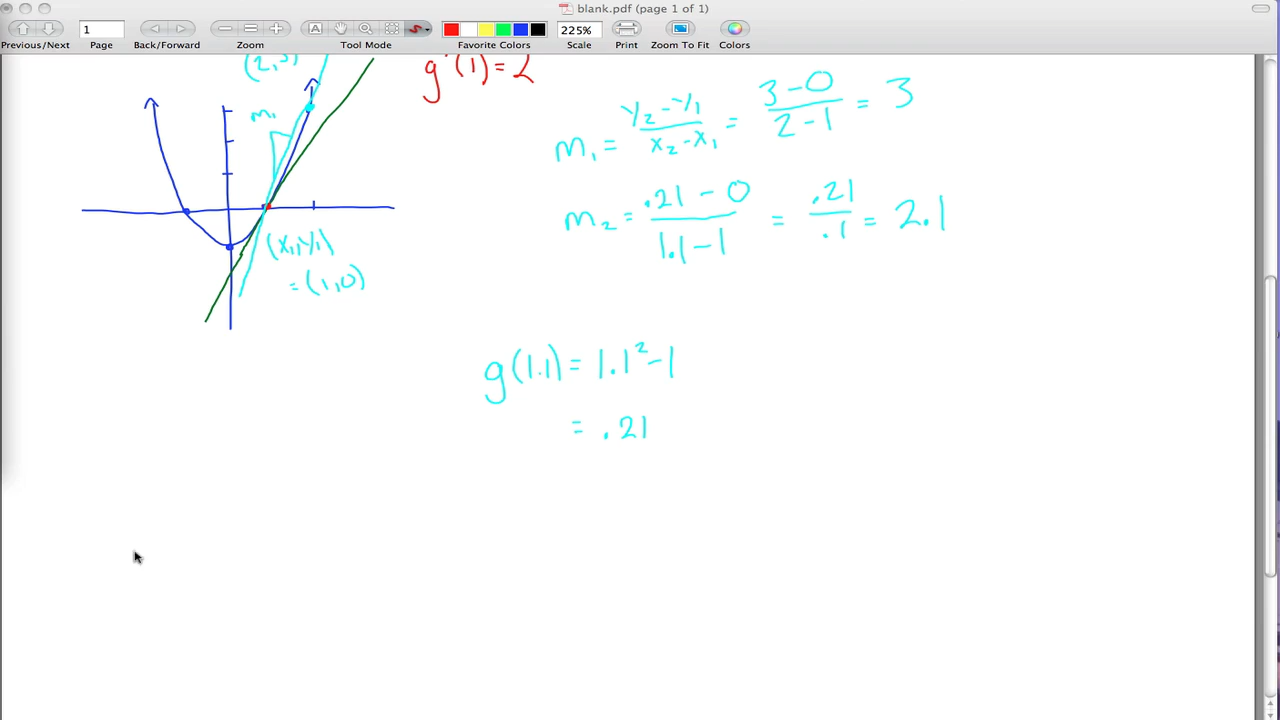 blank.pdf (page 1 of 1)
1
225%
Previous/Next Page Back/Forward Zoom Tool Mode Favorite Colors Scale Print Zoom To Fit Colors
(2,3)
g'(1) = 2
m₁
(x₁,y₁)
= (1,0)
m₁ = y₂-y₁ / x₂-x₁ = 3-0 / 2-1 = 3
m₂ = .21 - 0 / 1.1 - 1 = .21 / .1 = 2.1
g(1.1) = 1.1² - 1
= .21